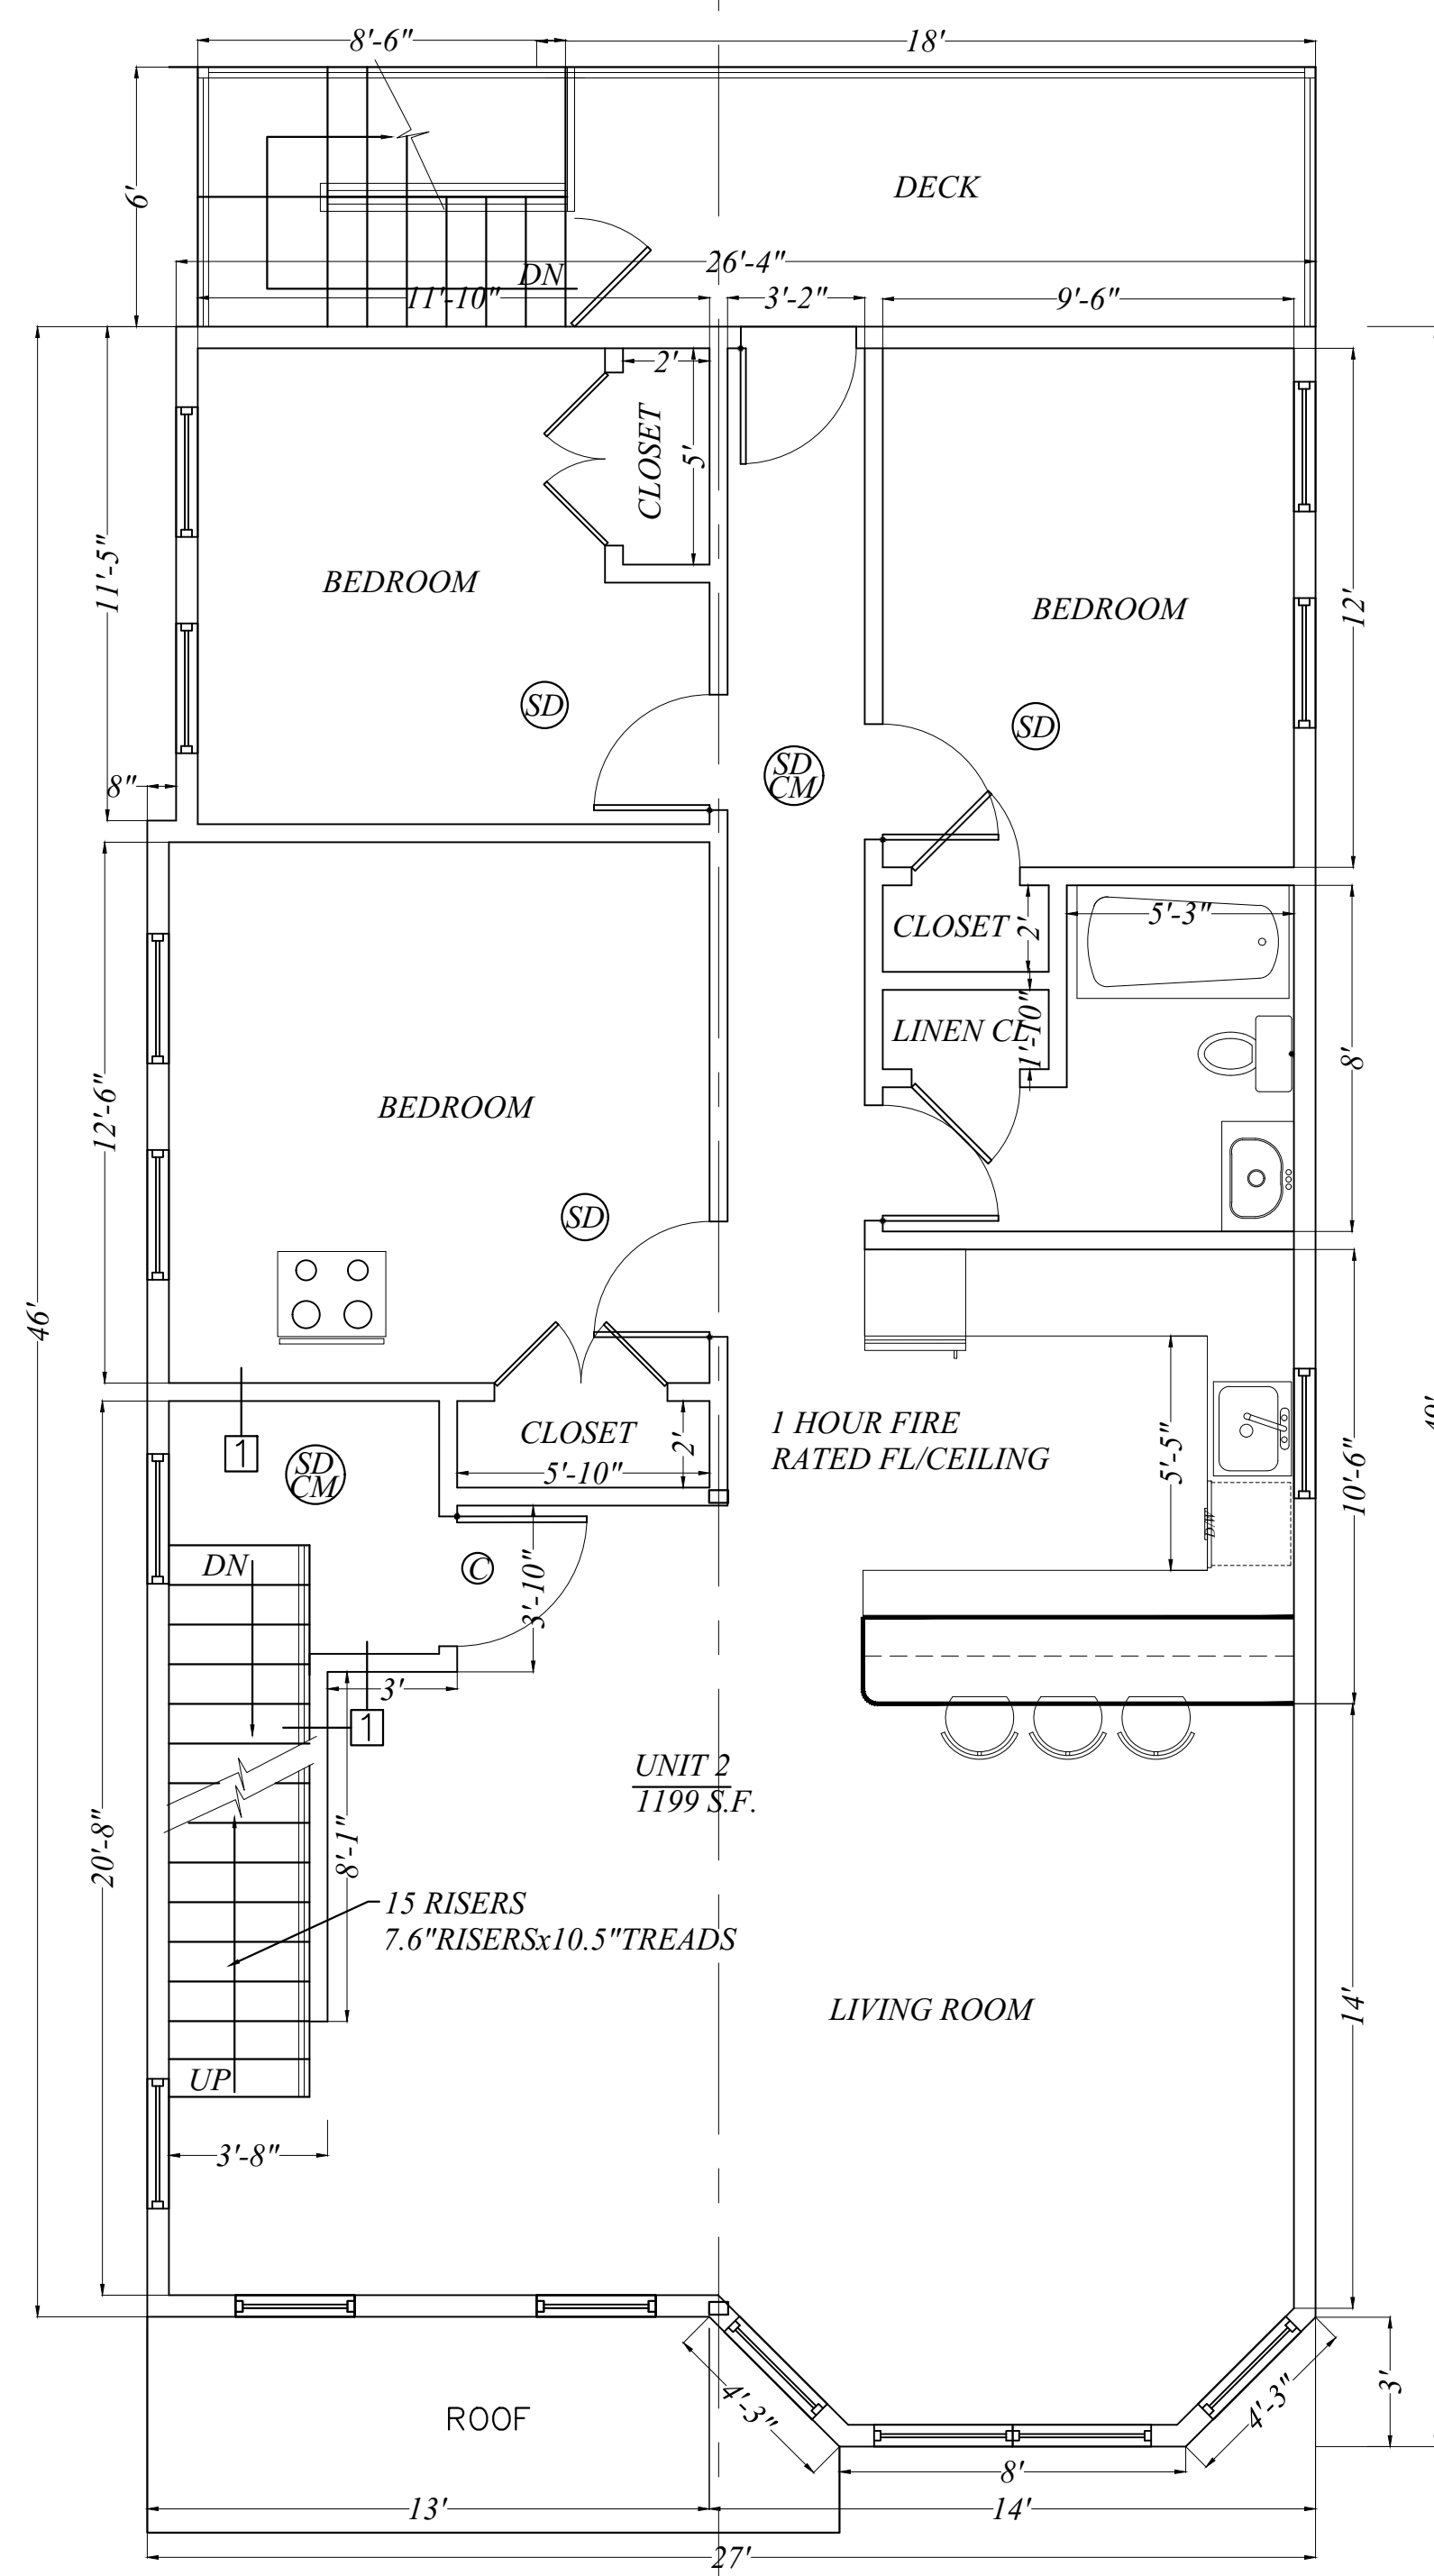 8'-6"
18'
6'
DECK
26'-4"
DN
11'-10"
3'-2"
9'-6"
2'
CLOSET
5'
11'-5"
BEDROOM
BEDROOM
12'
SD
SD
SD
CM
8"
5'-3"
CLOSET
2'
LINEN CL
1'-10"
8'
12'-6"
BEDROOM
SD
46'
1 HOUR FIRE
RATED FL/CEILING
CLOSET
2'
5'-10"
1
SD
CM
5'-5"
10'-6"
D/W
DN
C
3'-10"
3'
1
UNIT 2
1199 S.F.
20'-8"
8'-1"
15 RISERS
7.6"RISERSx10.5"TREADS
LIVING ROOM
14'
UP
3'-8"
4'-3"
4'-3"
3'
ROOF
8'
13'
14'
27'